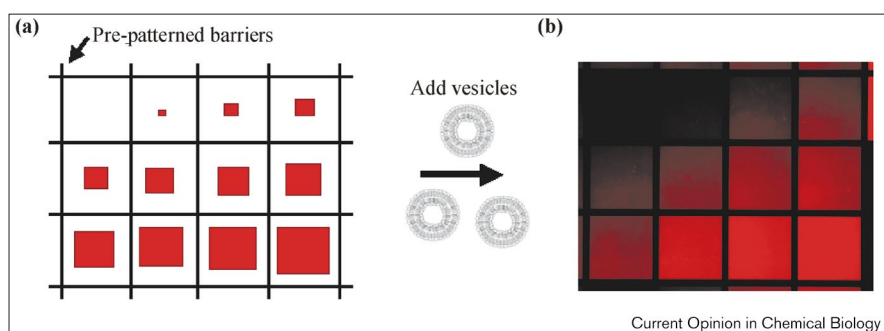 (a)
Pre-patterned barriers
Add vesicles
(b)
Current Opinion in Chemical Biology